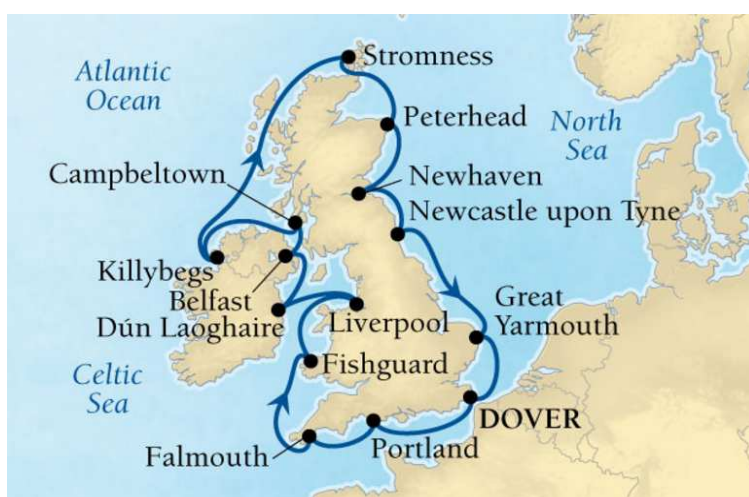 Stromness
Atlantic
Ocean
Peterhead
North
Sea
Campbeltown
Newhaven
Newcastle upon Tyne
Killybegs
Belfast
Dún Laoghaire
Liverpool
Great
Yarmouth
Fishguard
Celtic
Sea
DOVER
Portland
Falmouth